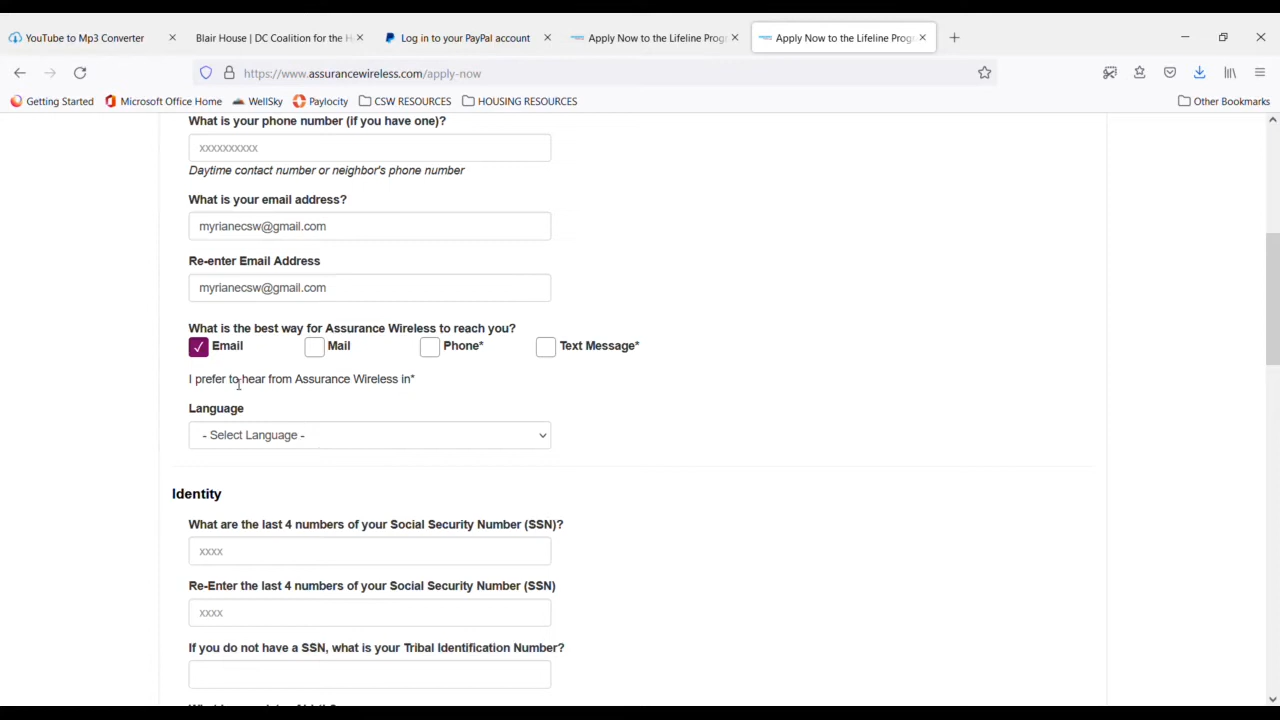 YouTube to Mp3 Converter
Blair House | DC Coalition for the H
Log in to your PayPal account
Apply Now to the Lifeline Progr
Apply Now to the Lifeline Progr
https://www.assurancewireless.com/apply-now
Getting Started
Microsoft Office Home
WellSky
Paylocity
CSW RESOURCES
HOUSING RESOURCES
Other Bookmarks
What is your phone number (if you have one)?
xxxxxxxxxx
Daytime contact number or neighbor's phone number
What is your email address?
myrianecsw@gmail.com
Re-enter Email Address
myrianecsw@gmail.com
What is the best way for Assurance Wireless to reach you?
Email Mail Phone* Text Message*
I prefer to hear from Assurance Wireless in*
Language
- Select Language -
Identity
What are the last 4 numbers of your Social Security Number (SSN)?
xxxx
Re-Enter the last 4 numbers of your Social Security Number (SSN)
xxxx
If you do not have a SSN, what is your Tribal Identification Number?